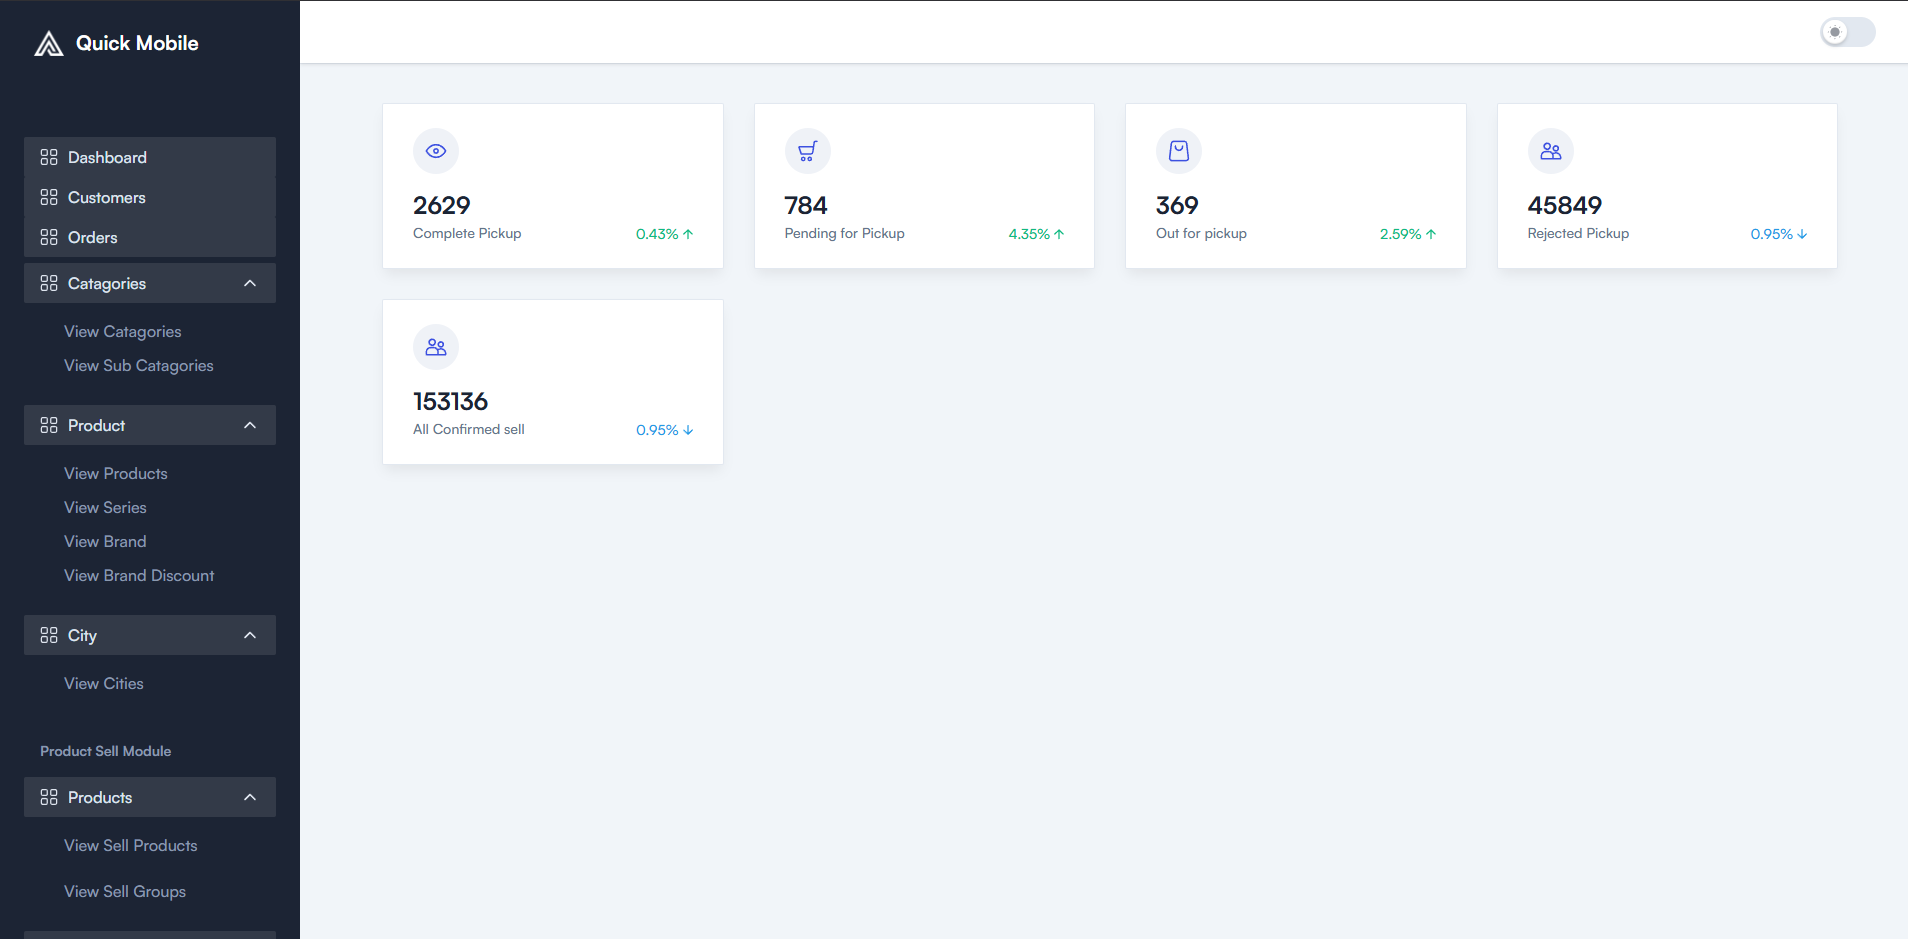 Quick Mobile
Dashboard
Customers
Orders
Catagories
View Catagories
View Sub Catagories
Product
View Products
View Series
View Brand
View Brand Discount
City
View Cities
Product Sell Module
Products
View Sell Products
View Sell Groups
2629
Complete Pickup 0.43%
784
Pending for Pickup 4.35%
369
Out for pickup 2.59%
45849
Rejected Pickup 0.95%
153136
All Confirmed sell 0.95%